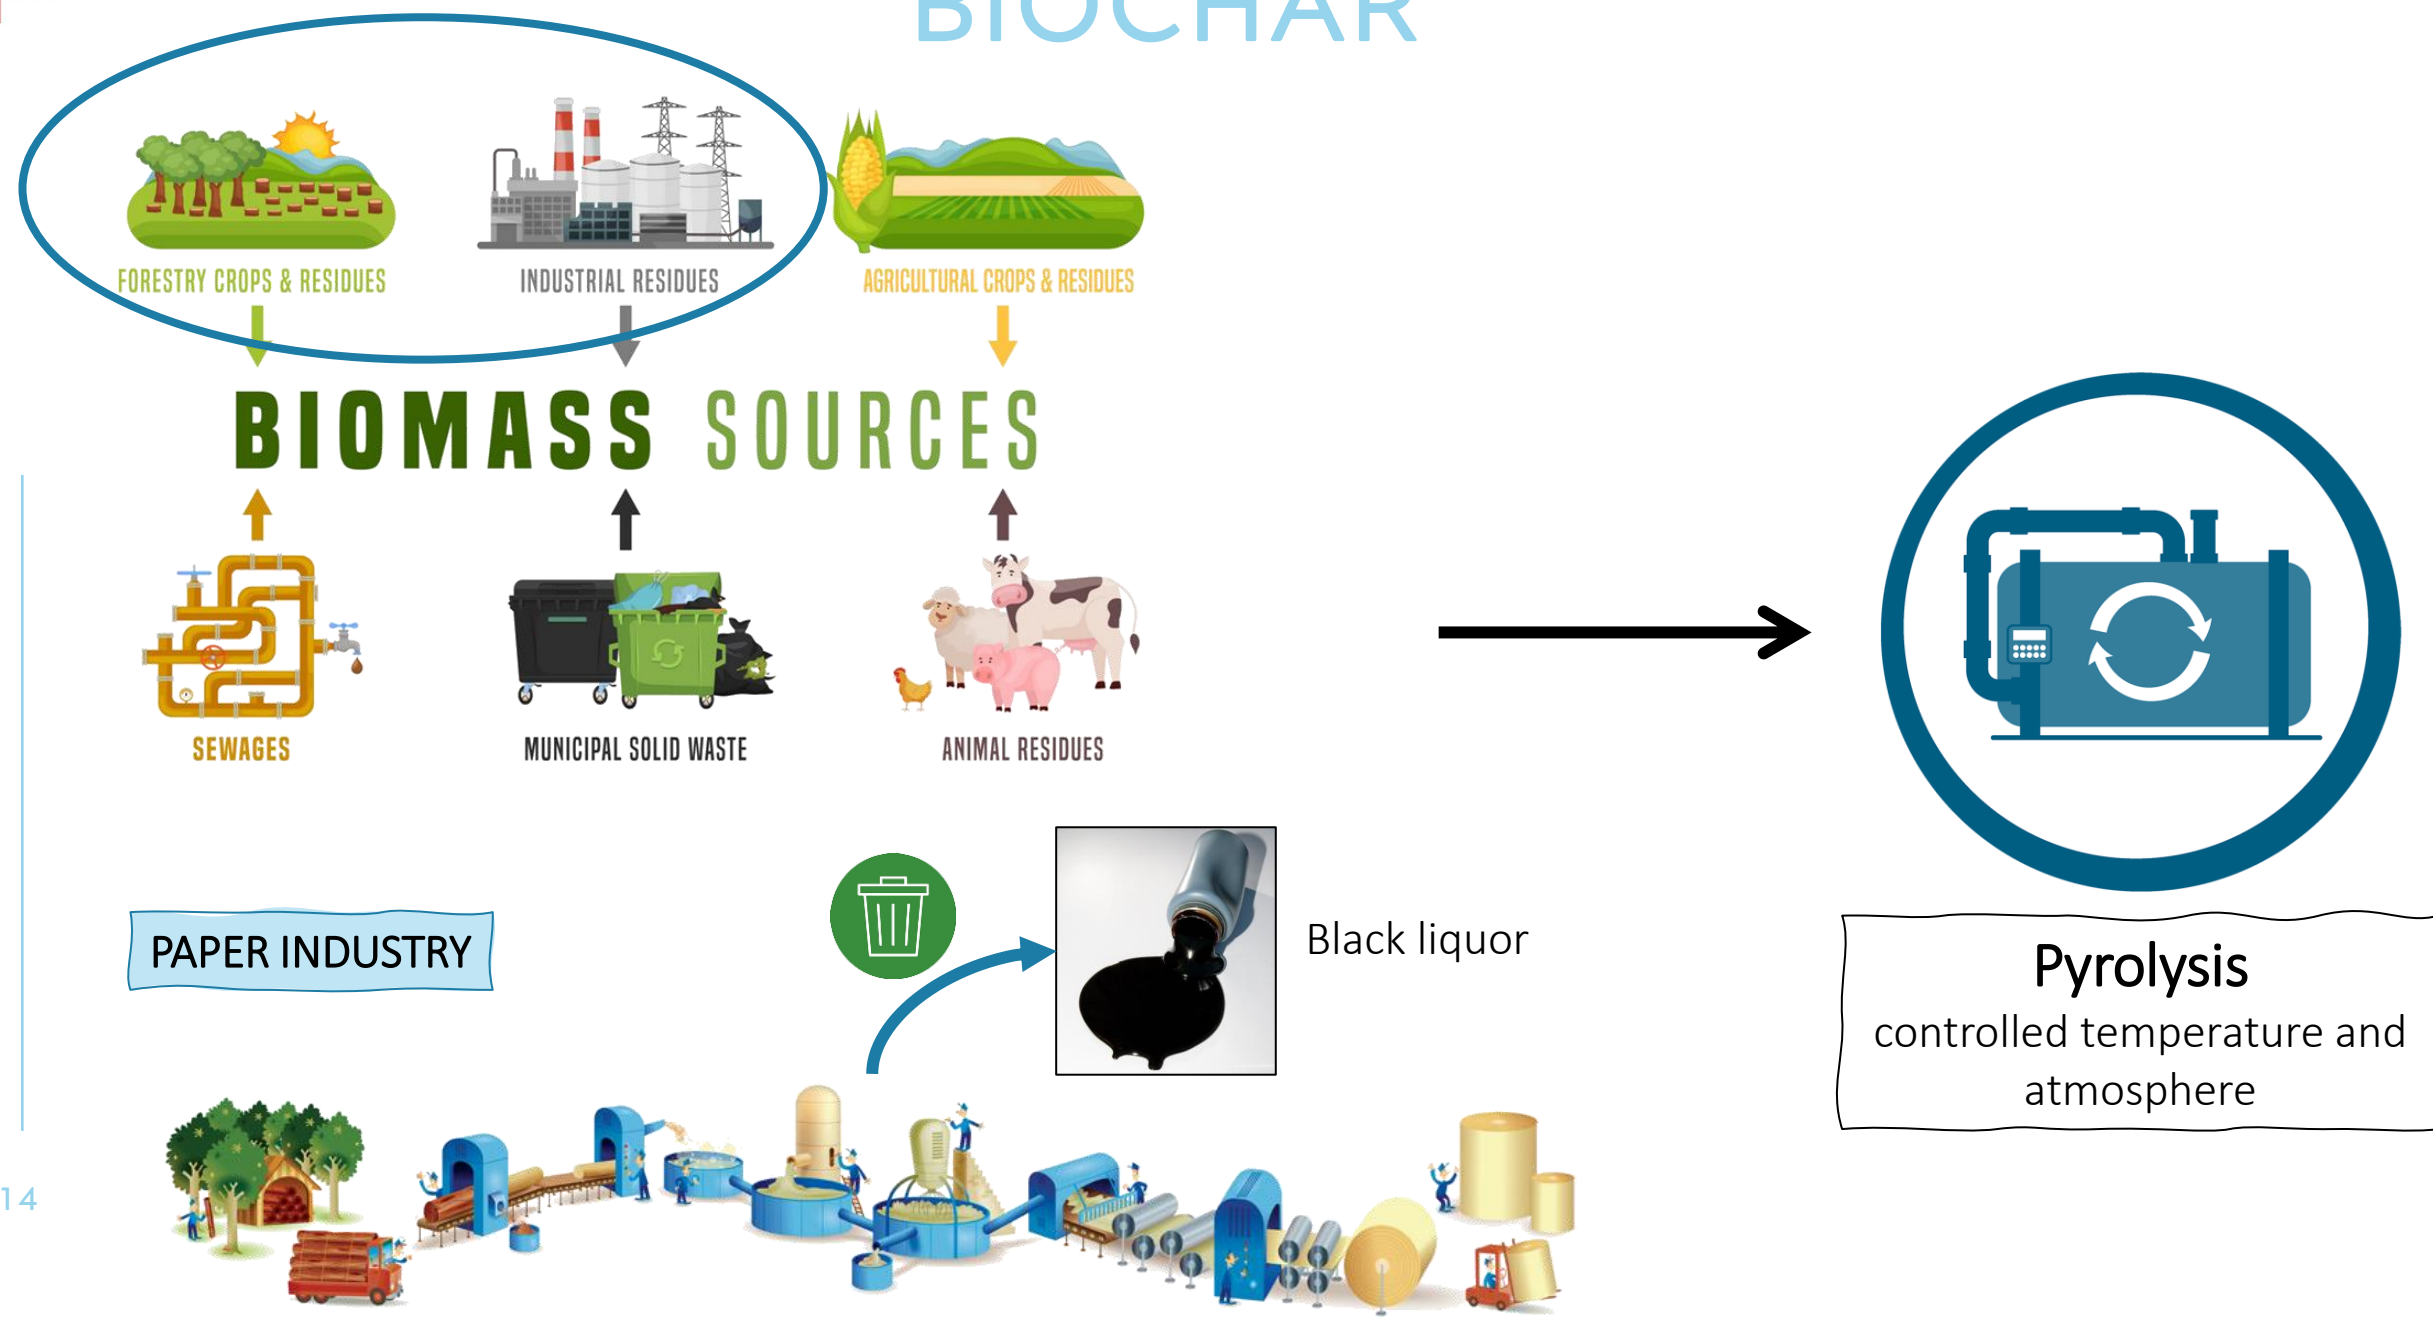 BIOCHAR
FORESTRY CROPS & RESIDUES
INDUSTRIAL RESIDUES
AGRICULTURAL CROPS & RESIDUES
BIOMASS SOURCES
SEWAGES
MUNICIPAL SOLID WASTE
ANIMAL RESIDUES
PAPER INDUSTRY
Black liquor
Pyrolysis
controlled temperature and
atmosphere
14